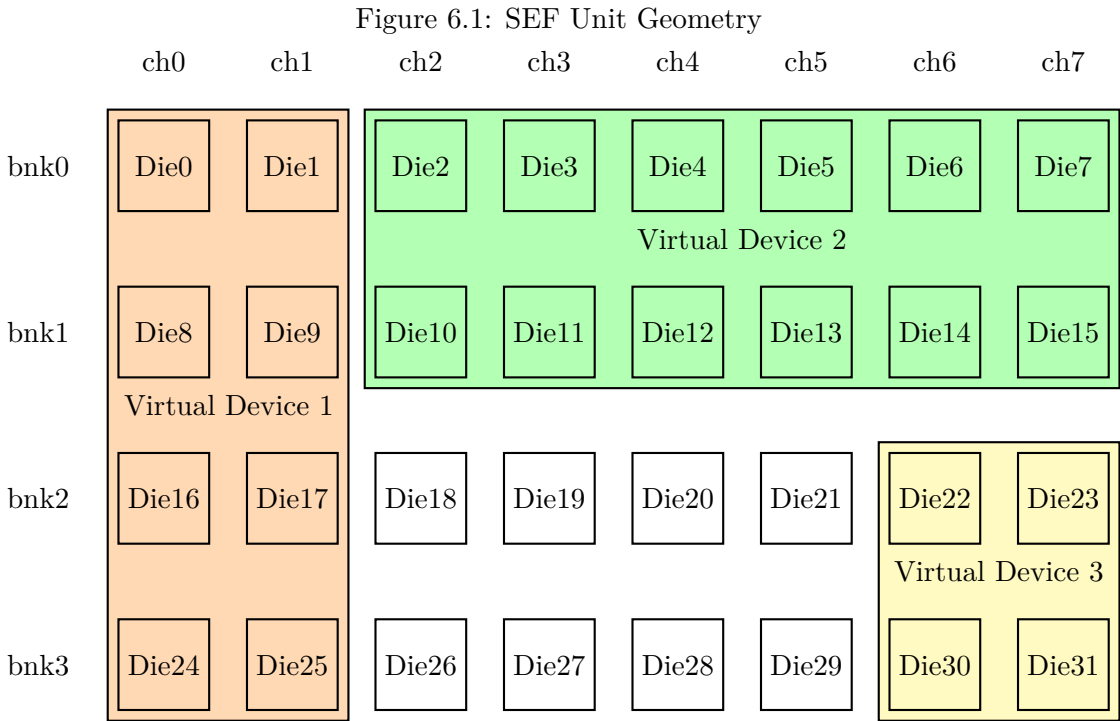 Figure 6.1: SEF Unit Geometry
ch0 ch1 ch2 ch3 ch4 ch5 ch6 ch7
bnk0 Die0 Die1 Die2 Die3 Die4 Die5 Die6 Die7
Virtual Device 2
bnk1 Die8 Die9 Die10 Die11 Die12 Die13 Die14 Die15
Virtual Device 1
bnk2 Die16 Die17 Die18 Die19 Die20 Die21 Die22 Die23
Virtual Device 3
bnk3 Die24 Die25 Die26 Die27 Die28 Die29 Die30 Die31